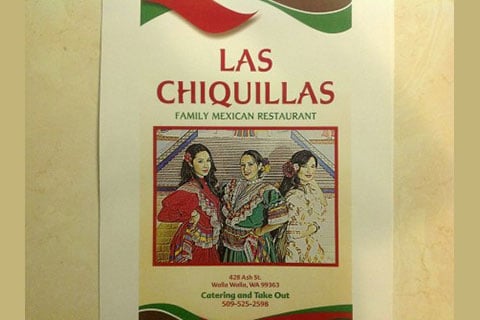 LAS
CHIQUILLAS
FAMILY MEXICAN RESTAURANT
428 Ash St.
Walla Walla, WA 99363
Catering and Take Out
509-525-2598